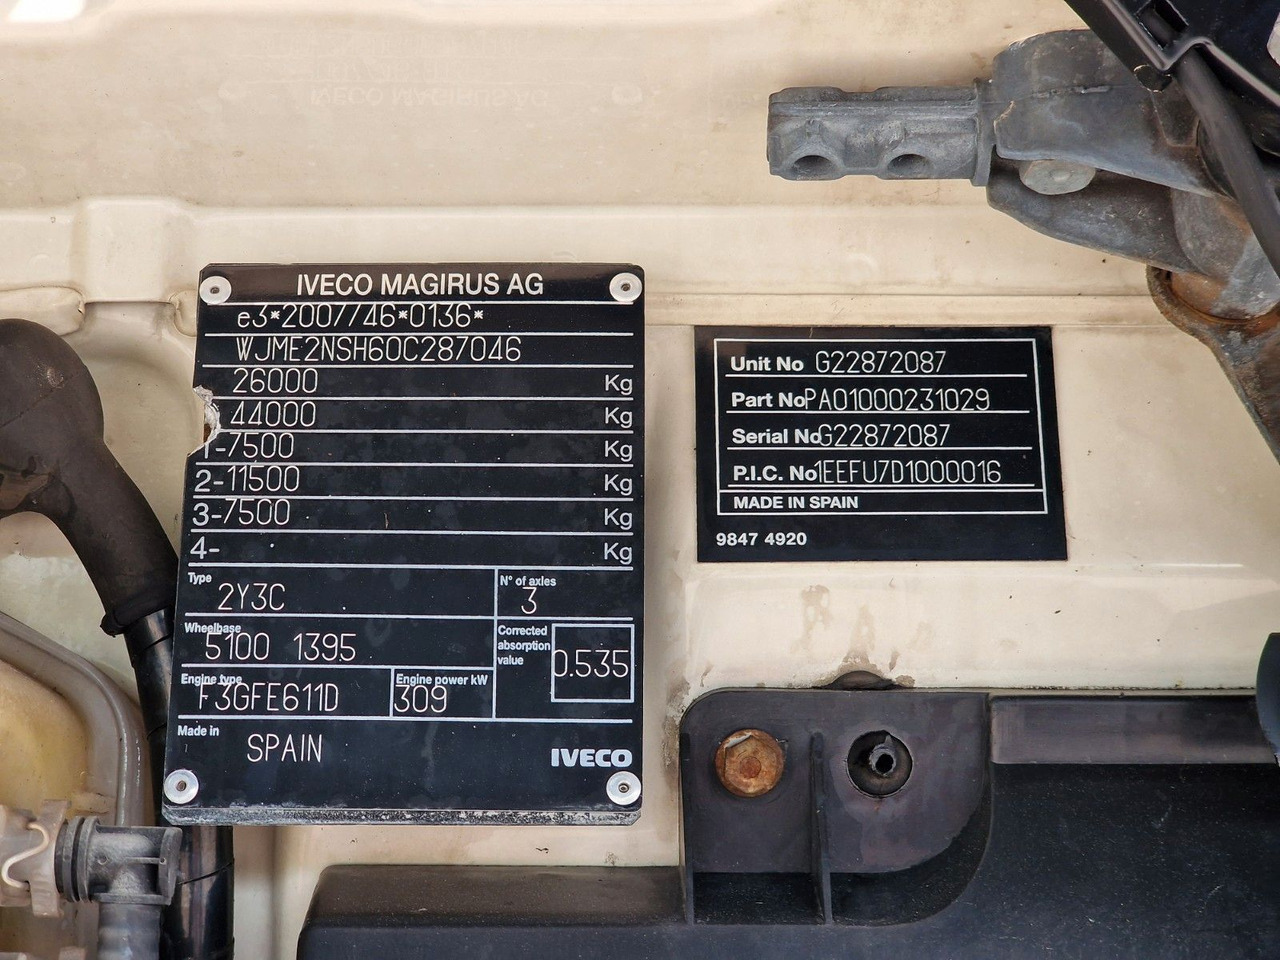 IVECO MAGIRUS AG
e3*2007/46*0136*
WJME2NSH60C287046
26000 Kg
44000 Kg
1-7500 Kg
2-11500 Kg
3-7500 Kg
4- Kg
Type 2Y3C
N° of axles 3
Wheelbase 5100 1395
Corrected absorption value 0.535
Engine type F3GFE611D
Engine power kW 309
Made in SPAIN
IVECO
Unit No G22872087
Part No PA01000231029
Serial No G22872087
P.I.C. No 1EEFU7D1000016
MADE IN SPAIN
9847 4920